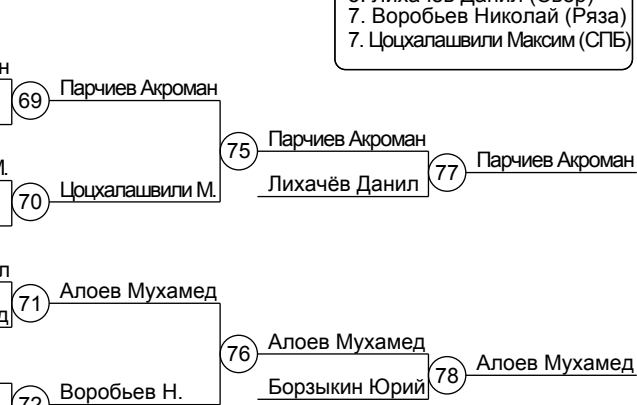 7. Воробьев Николай (Ряза)
7. Цоцхалашвили Максим (СПБ)
н
69
Парчиев Акроман
75
Парчиев Акроман
77
Парчиев Акроман
М.
70
Цоцхалашвили М.
Лихачёв Данил
л
71
Алоев Мухамед
д
76
Алоев Мухамед
78
Алоев Мухамед
72
Воробьев Н.
Борзыкин Юрий